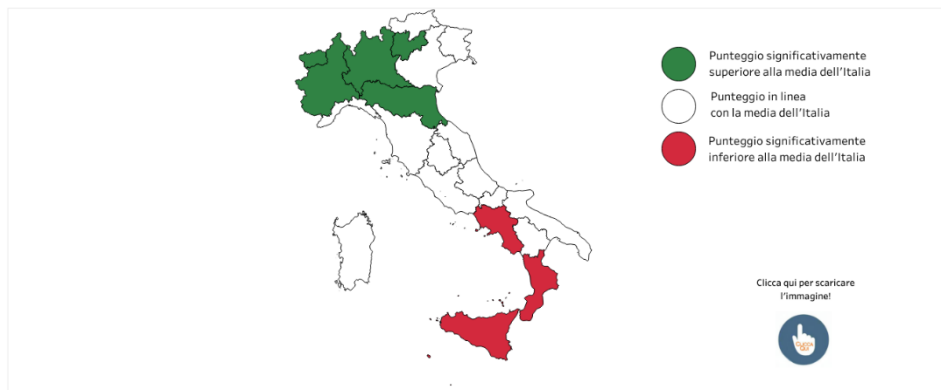 Punteggio significativamente
superiore alla media dell'Italia
Punteggio in linea
con la media dell'Italia
Punteggio significativamente
inferiore alla media dell'Italia
Clicca qui per scaricare
l'immagine!